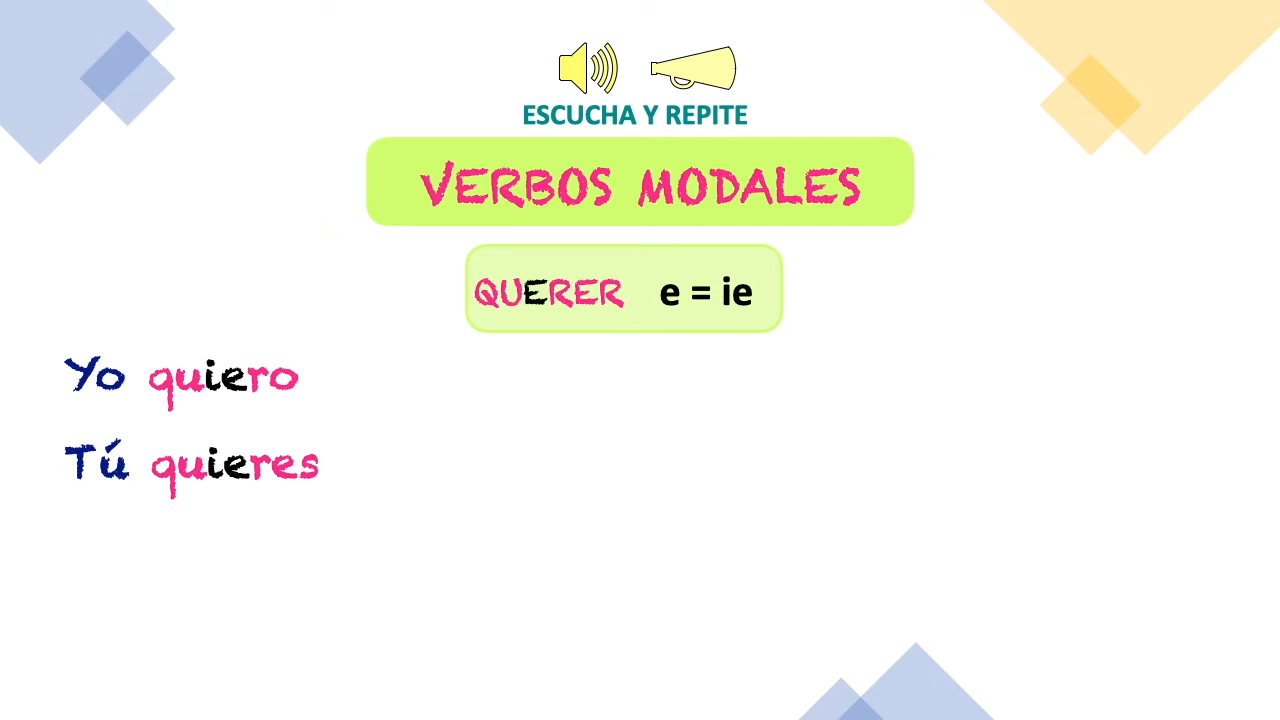 ESCUCHA Y REPITE
VERBOS MODALES
QUERER e = ie
Yo quiero
Tú quieres